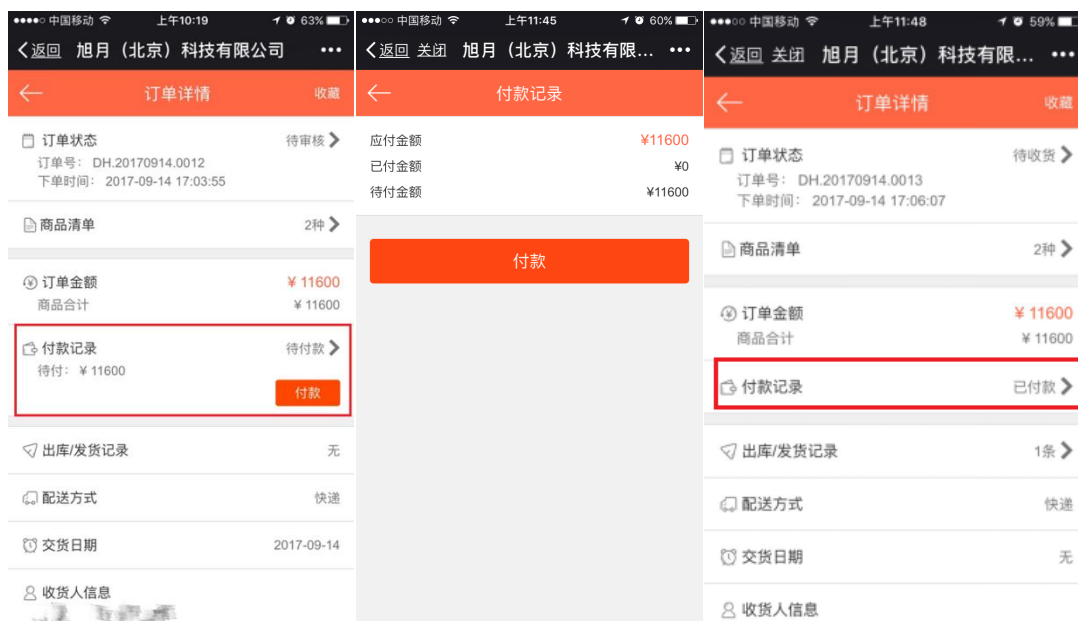 中国移动 上午10:19 63%
返回 旭月（北京）科技有限公司
订单详情 收藏
订单状态 待审核
订单号： DH.20170914.0012
下单时间： 2017-09-14 17:03:55
商品清单 2种
订单金额 ¥ 11600
商品合计 ¥ 11600
付款记录 待付款
待付： ¥ 11600
付款
出库/发货记录 无
配送方式 快递
交货日期 2017-09-14
收货人信息
中国移动 上午11:45 60%
返回 关闭 旭月（北京）科技有限...
付款记录
应付金额 ¥11600
已付金额 ¥0
待付金额 ¥11600
付款
中国移动 上午11:48 59%
返回 关闭 旭月（北京）科技有限...
订单详情 收藏
订单状态 待收货
订单号： DH.20170914.0013
下单时间： 2017-09-14 17:06:07
商品清单 2种
订单金额 ¥ 11600
商品合计 ¥ 11600
付款记录 已付款
出库/发货记录 1条
配送方式 快递
交货日期 无
收货人信息